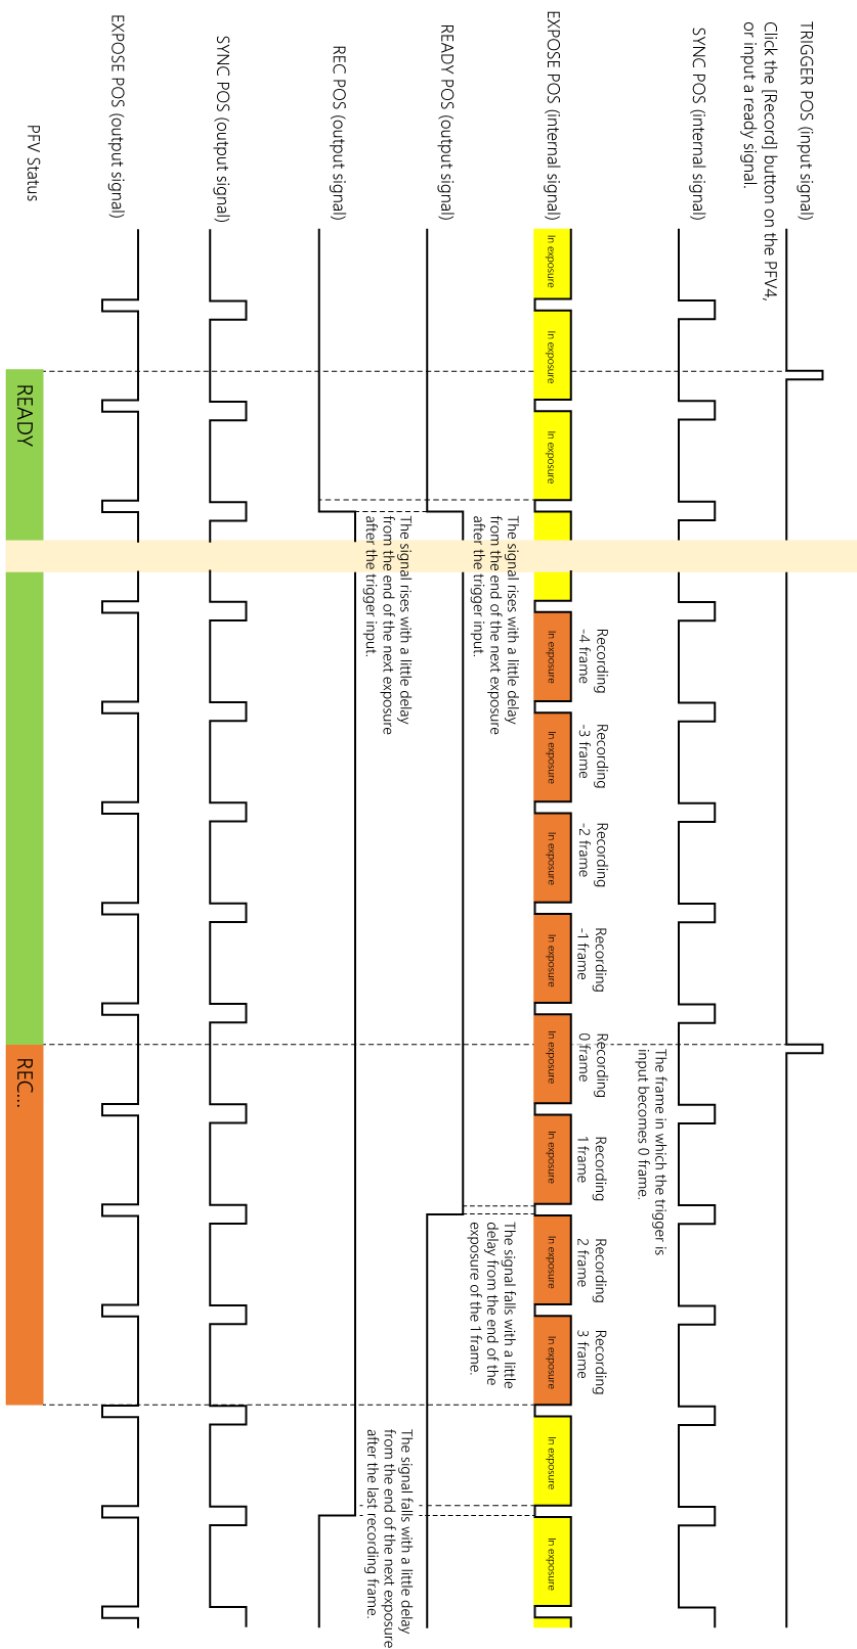 TRIGGER POS (input signal)
Click the [Record] button on the PFV4,
or input a ready signal.
SYNC POS (internal signal)
The frame in which the trigger is
input becomes 0 frame.
Recording
-4 frame
Recording
-3 frame
Recording
-2 frame
Recording
-1 frame
Recording
0 frame
Recording
1 frame
Recording
2 frame
Recording
3 frame
EXPOSE POS (internal signal)
In exposure
In exposure
In exposure
In exposure
In exposure
In exposure
In exposure
In exposure
In exposure
In exposure
In exposure
In exposure
In exposure
READY POS (output signal)
The signal rises with a little delay
from the end of the next exposure
after the trigger input.
The signal falls with a little
delay from the end of the
exposure of the 1 frame.
REC POS (output signal)
The signal rises with a little delay
from the end of the next exposure
after the trigger input.
The signal falls with a little delay
from the end of the next exposure
after the last recording frame.
SYNC POS (output signal)
EXPOSE POS (output signal)
PFV Status
READY
REC...